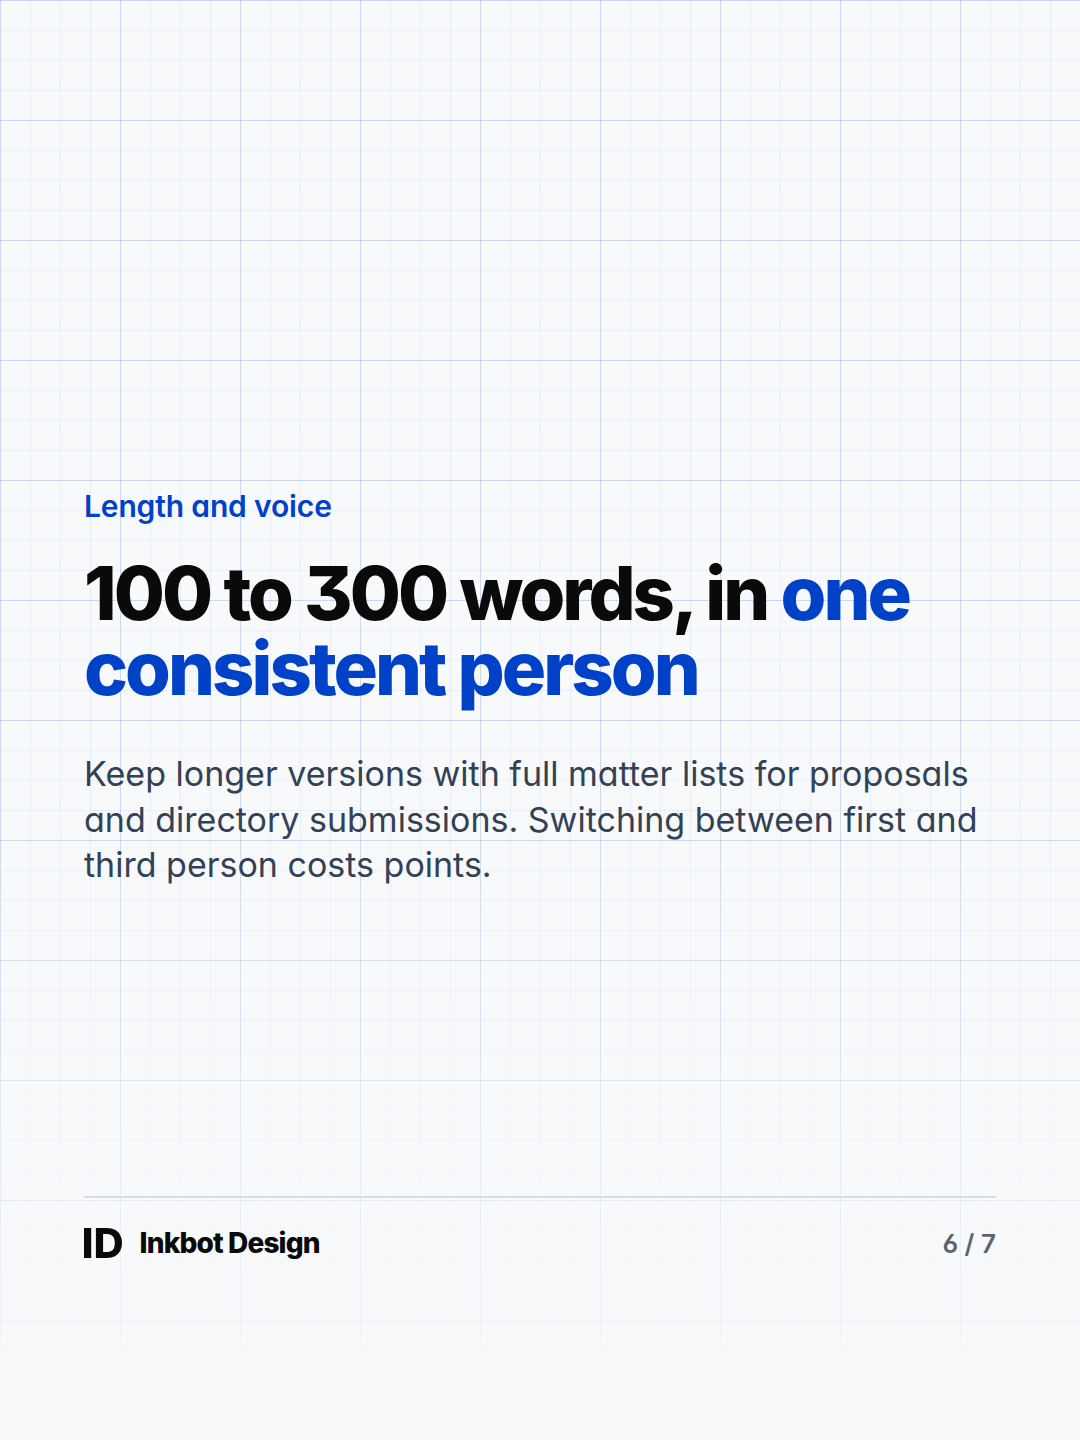 Length and voice
100 to 300 words, in one
consistent person
Keep longer versions with full matter lists for proposals
and directory submissions. Switching between first and
third person costs points.
ID Inkbot Design
6 / 7